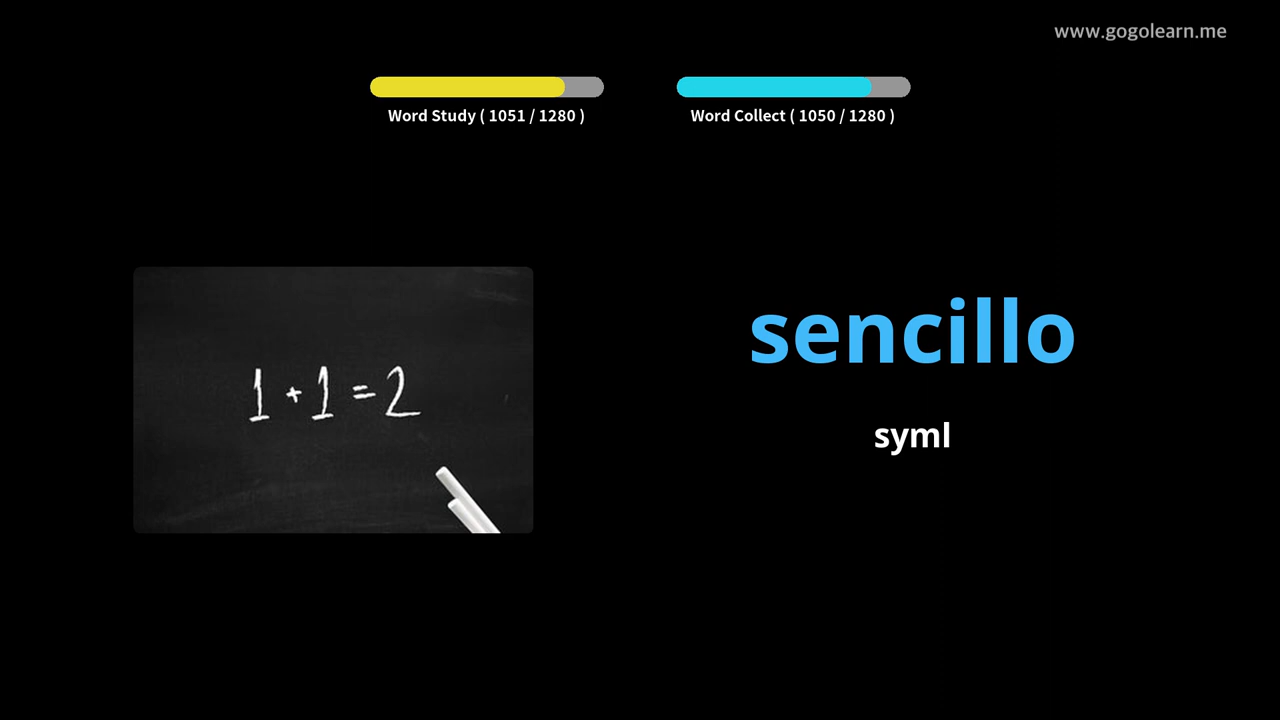 www.gogolearn.me
Word Study ( 1051 / 1280 )
Word Collect ( 1050 / 1280 )
1 + 1 = 2
sencillo
syml